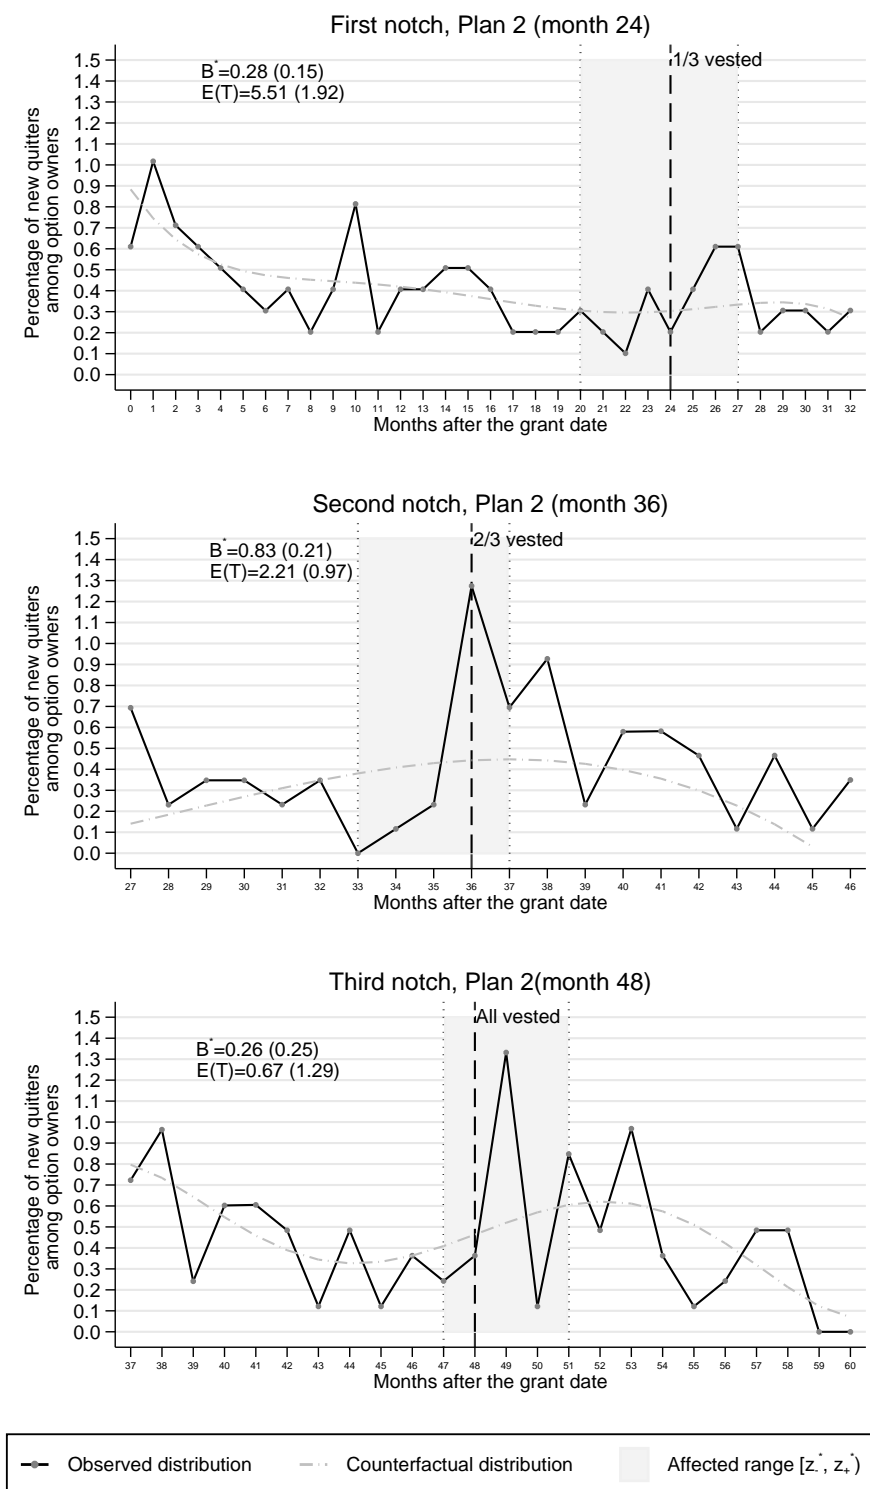 First notch, Plan 2 (month 24)
1/3 vested
B*=0.28 (0.15)
E(T)=5.51 (1.92)
Percentage of new quitters
among option owners
1.5
1.4
1.3
1.2
1.1
1.0
0.9
0.8
0.7
0.6
0.5
0.4
0.3
0.2
0.1
0.0
0 1 2 3 4 5 6 7 8 9 10 11 12 13 14 15 16 17 18 19 20 21 22 23 24 25 26 27 28 29 30 31 32
Months after the grant date
Second notch, Plan 2 (month 36)
2/3 vested
B*=0.83 (0.21)
E(T)=2.21 (0.97)
Percentage of new quitters
among option owners
1.5
1.4
1.3
1.2
1.1
1.0
0.9
0.8
0.7
0.6
0.5
0.4
0.3
0.2
0.1
0.0
27 28 29 30 31 32 33 34 35 36 37 38 39 40 41 42 43 44 45 46
Months after the grant date
Third notch, Plan 2(month 48)
All vested
B*=0.26 (0.25)
E(T)=0.67 (1.29)
Percentage of new quitters
among option owners
1.5
1.4
1.3
1.2
1.1
1.0
0.9
0.8
0.7
0.6
0.5
0.4
0.3
0.2
0.1
0.0
37 38 39 40 41 42 43 44 45 46 47 48 49 50 51 52 53 54 55 56 57 58 59 60
Months after the grant date
Observed distribution Counterfactual distribution Affected range [z₋*, z₊*)